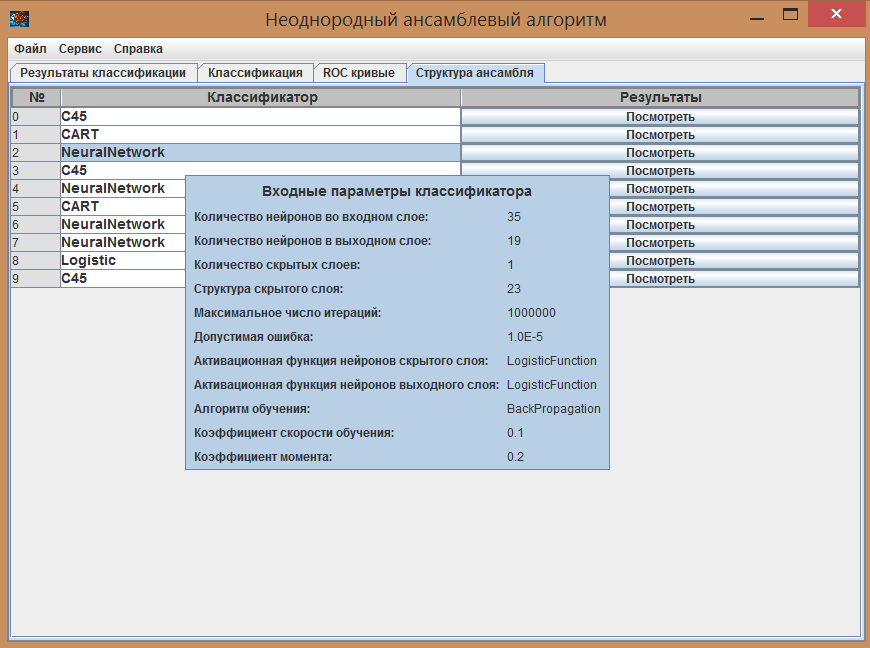 Неоднородный ансамблевый алгоритм
Файл Сервис Справка
Результаты классификации Классификация ROC кривые Структура ансамбля
№ Классификатор Результаты
0 C45 Посмотреть
1 CART Посмотреть
2 NeuralNetwork Посмотреть
3 C45 Посмотреть
4 NeuralNetwork Посмотреть
5 CART Посмотреть
6 NeuralNetwork Посмотреть
7 NeuralNetwork Посмотреть
8 Logistic Посмотреть
9 C45 Посмотреть
Входные параметры классификатора
Количество нейронов во входном слое: 35
Количество нейронов в выходном слое: 19
Количество скрытых слоев: 1
Структура скрытого слоя: 23
Максимальное число итераций: 1000000
Допустимая ошибка: 1.0E-5
Активационная функция нейронов скрытого слоя: LogisticFunction
Активационная функция нейронов выходного слоя: LogisticFunction
Алгоритм обучения: BackPropagation
Коэффициент скорости обучения: 0.1
Коэффициент момента: 0.2